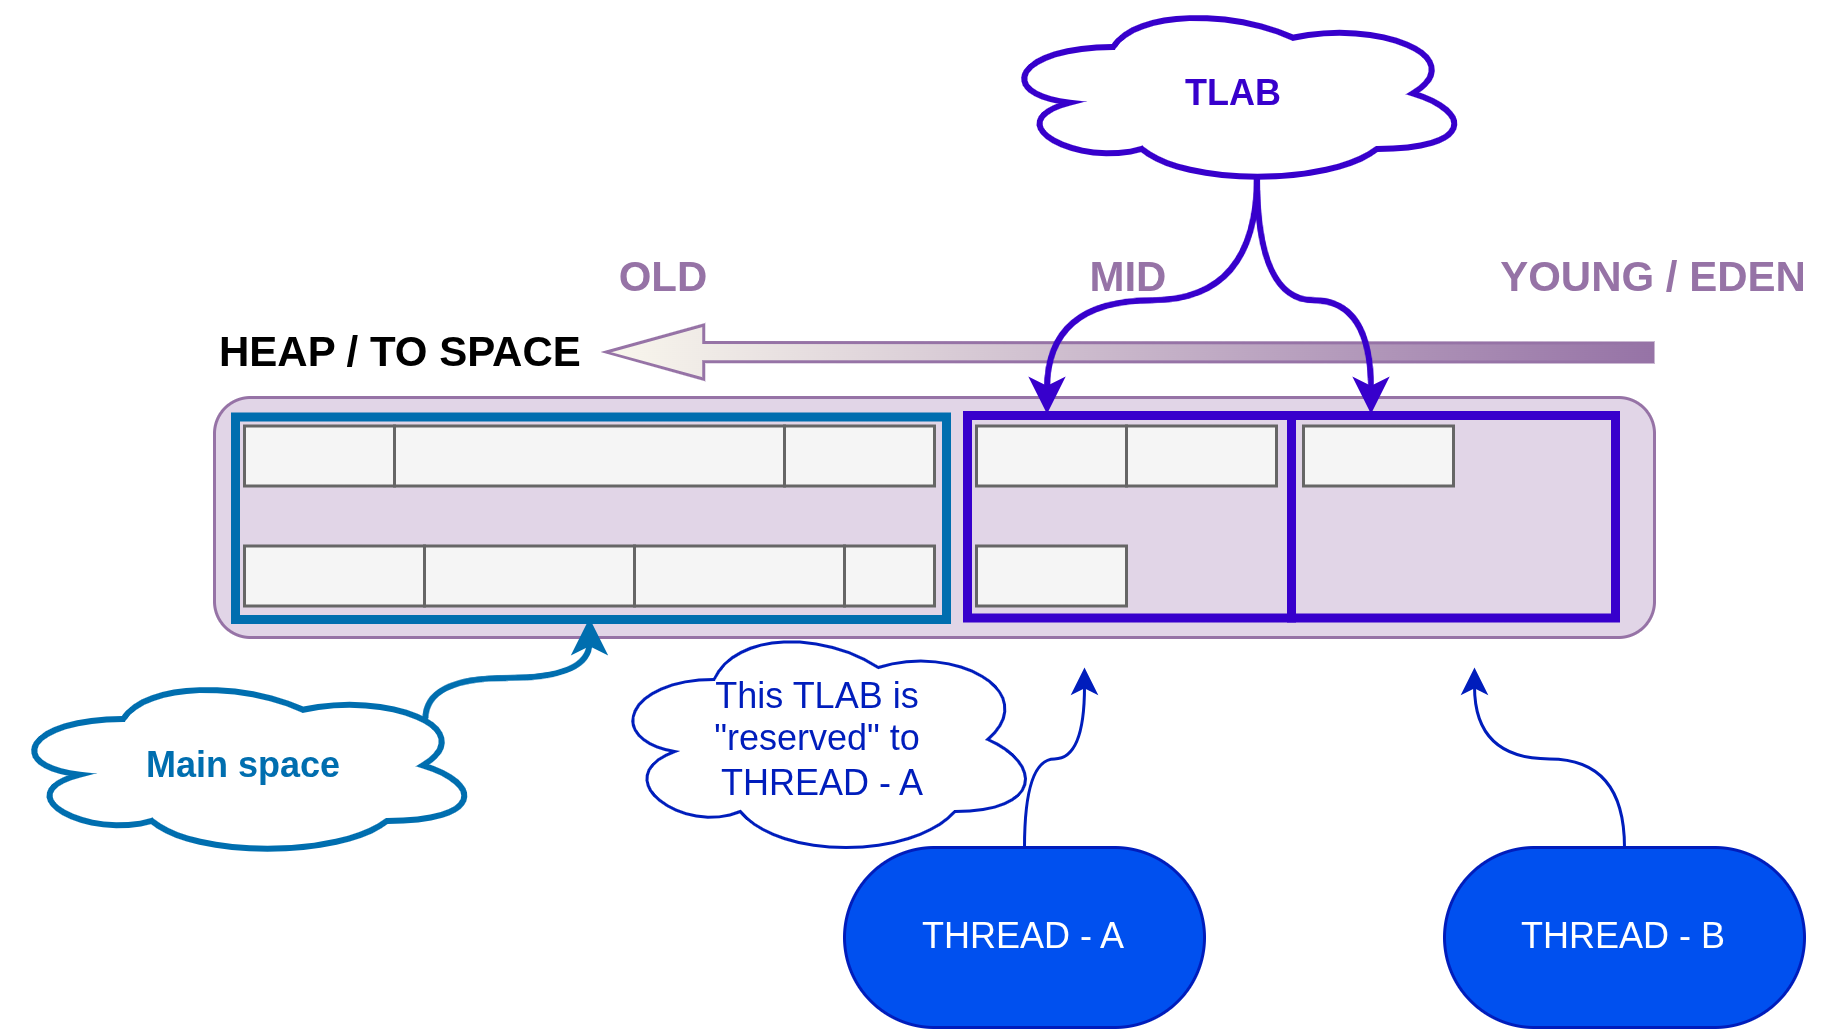 TLAB
OLD
MID
YOUNG / EDEN
HEAP / TO SPACE
This TLAB is
"reserved" to
THREAD - A
Main space
THREAD - A
THREAD - B